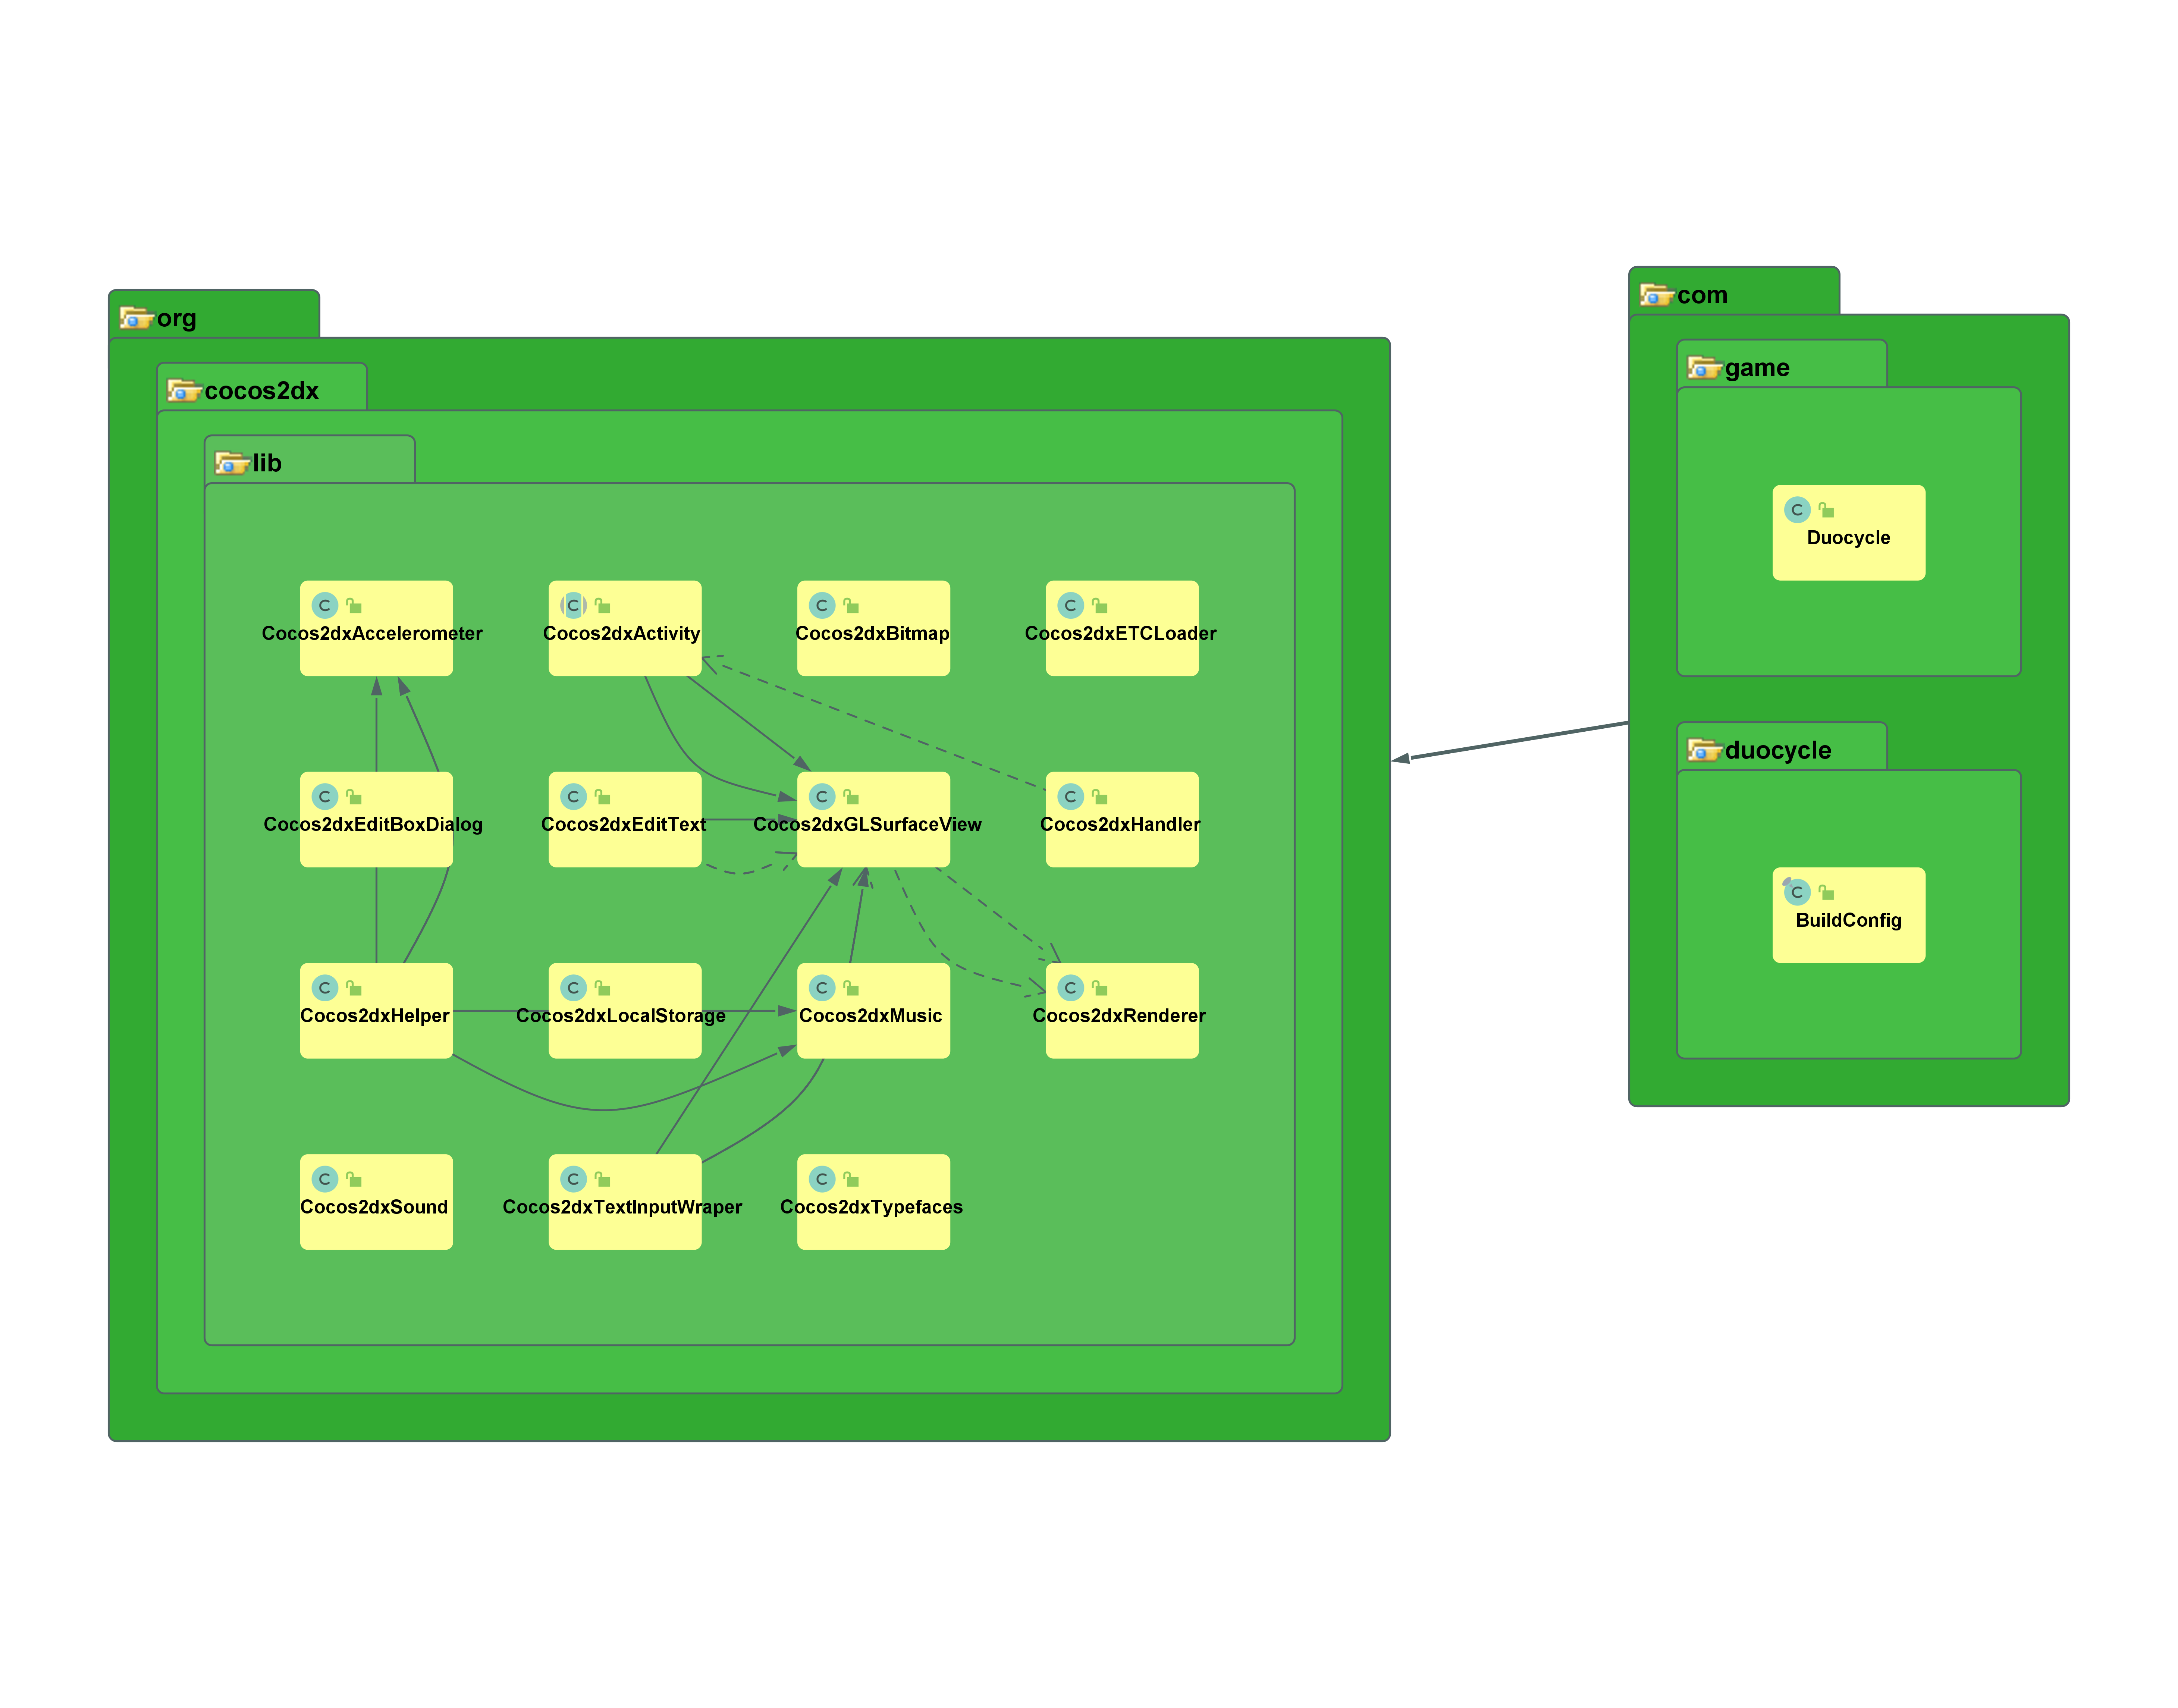 org
cocos2dx
lib
C
Cocos2dxAccelerometer
C
Cocos2dxActivity
C
Cocos2dxBitmap
C
Cocos2dxETCLoader
C
Cocos2dxEditBoxDialog
C
Cocos2dxEditText
C
Cocos2dxGLSurfaceView
C
Cocos2dxHandler
C
Cocos2dxHelper
C
Cocos2dxLocalStorage
C
Cocos2dxMusic
C
Cocos2dxRenderer
C
Cocos2dxSound
C
Cocos2dxTextInputWraper
C
Cocos2dxTypefaces
com
game
C
Duocycle
duocycle
C
BuildConfig